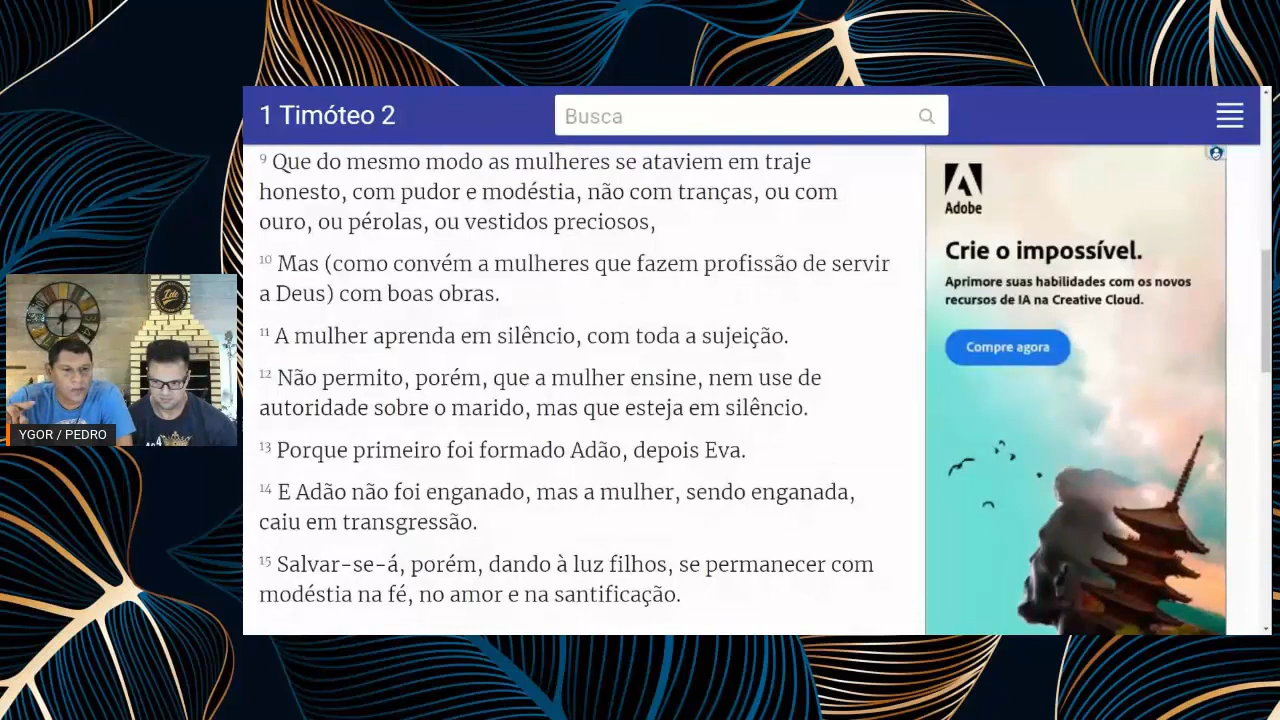 1 Timóteo 2
Busca
9 Que do mesmo modo as mulheres se ataviem em traje
honesto, com pudor e modéstia, não com tranças, ou com
ouro, ou pérolas, ou vestidos preciosos,
10 Mas (como convém a mulheres que fazem profissão de servir
a Deus) com boas obras.
11 A mulher aprenda em silêncio, com toda a sujeição.
12 Não permito, porém, que a mulher ensine, nem use de
autoridade sobre o marido, mas que esteja em silêncio.
13 Porque primeiro foi formado Adão, depois Eva.
14 E Adão não foi enganado, mas a mulher, sendo enganada,
caiu em transgressão.
15 Salvar-se-á, porém, dando à luz filhos, se permanecer com
modéstia na fé, no amor e na santificação.
Adobe
Crie o impossível.
Aprimore suas habilidades com os novos
recursos de IA na Creative Cloud.
Compre agora
YGOR / PEDRO